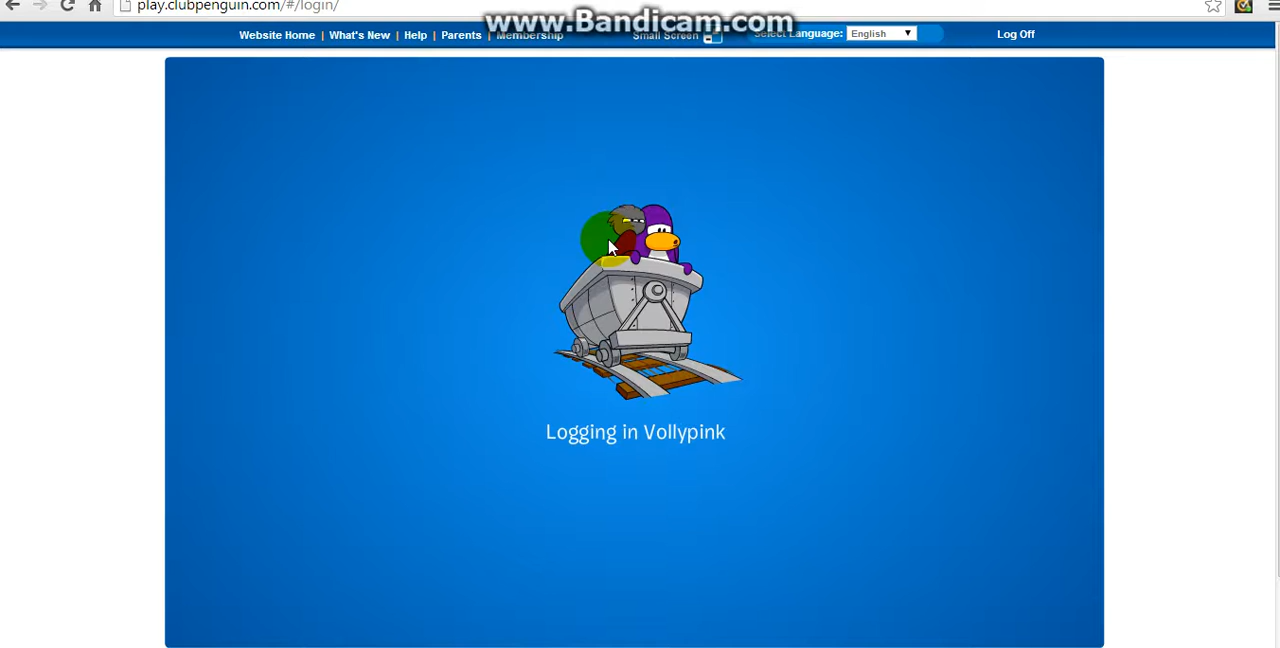 play.clubpenguin.com/#/login/
www.Bandicam.com
Website Home | What's New | Help | Parents | Membership Small Screen Select Language: English Log Off
Logging in Vollypink